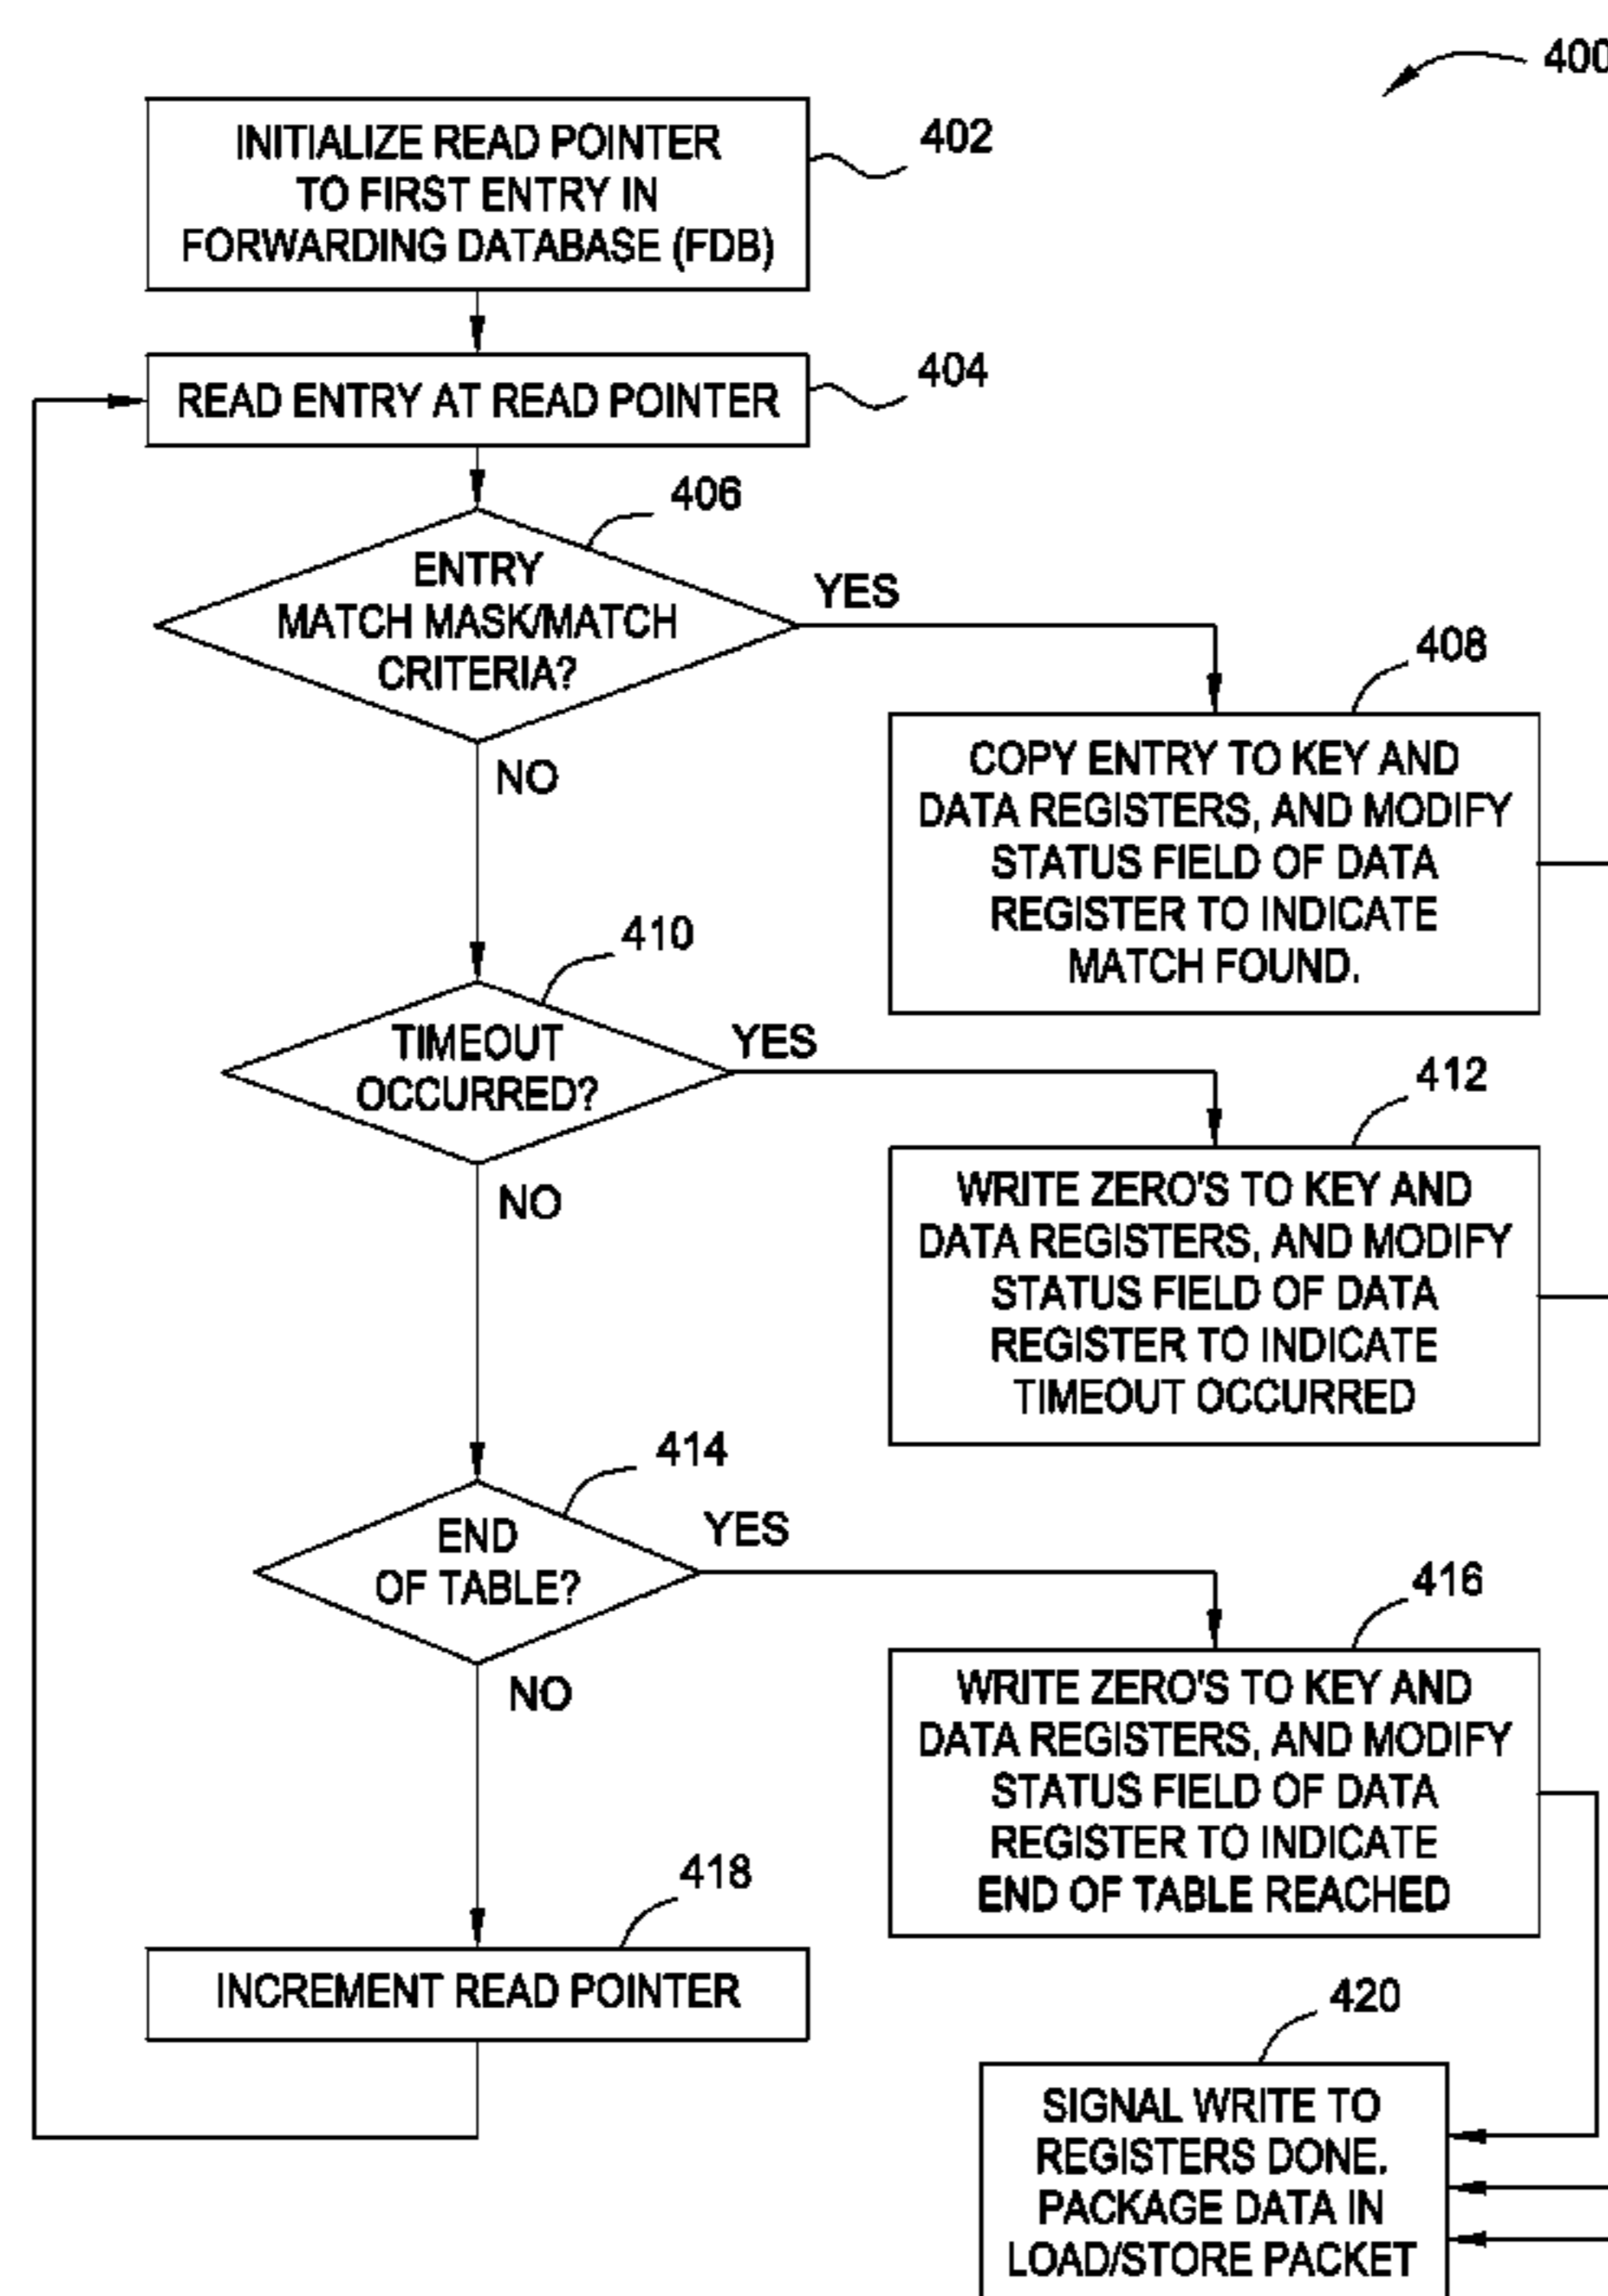 400
INITIALIZE READ POINTER
TO FIRST ENTRY IN
FORWARDING DATABASE (FDB)
402
READ ENTRY AT READ POINTER
404
406
ENTRY
MATCH MASK/MATCH
CRITERIA?
YES
NO
408
COPY ENTRY TO KEY AND
DATA REGISTERS, AND MODIFY
STATUS FIELD OF DATA
REGISTER TO INDICATE
MATCH FOUND.
410
TIMEOUT
OCCURRED?
YES
NO
412
WRITE ZERO'S TO KEY AND
DATA REGISTERS, AND MODIFY
STATUS FIELD OF DATA
REGISTER TO INDICATE
TIMEOUT OCCURRED
414
END
OF TABLE?
YES
NO
416
WRITE ZERO'S TO KEY AND
DATA REGISTERS, AND MODIFY
STATUS FIELD OF DATA
REGISTER TO INDICATE
END OF TABLE REACHED
418
INCREMENT READ POINTER
420
SIGNAL WRITE TO
REGISTERS DONE.
PACKAGE DATA IN
LOAD/STORE PACKET